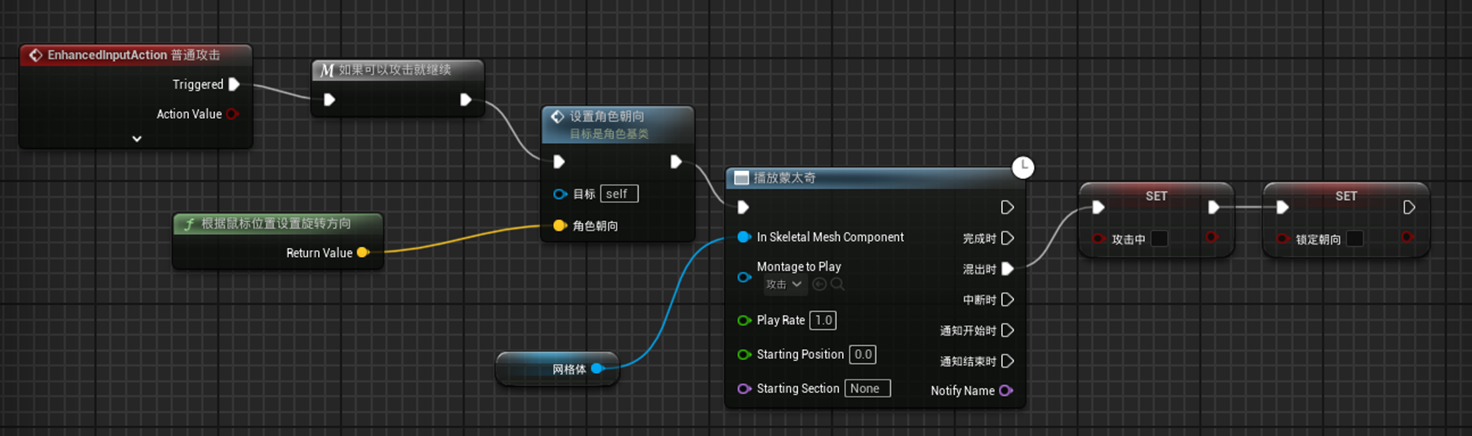 EnhancedInputAction 普通攻击
Triggered
Action Value
如果可以攻击就继续
设置角色朝向
目标是角色基类
目标 self
角色朝向
根据鼠标位置设置旋转方向
Return Value
网格体
播放蒙太奇
In Skeletal Mesh Component
完成时
Montage to Play
攻击
混出时
中断时
Play Rate 1.0
通知开始时
Starting Position 0.0
通知结束时
Starting Section None
Notify Name
SET
攻击中
SET
锁定朝向